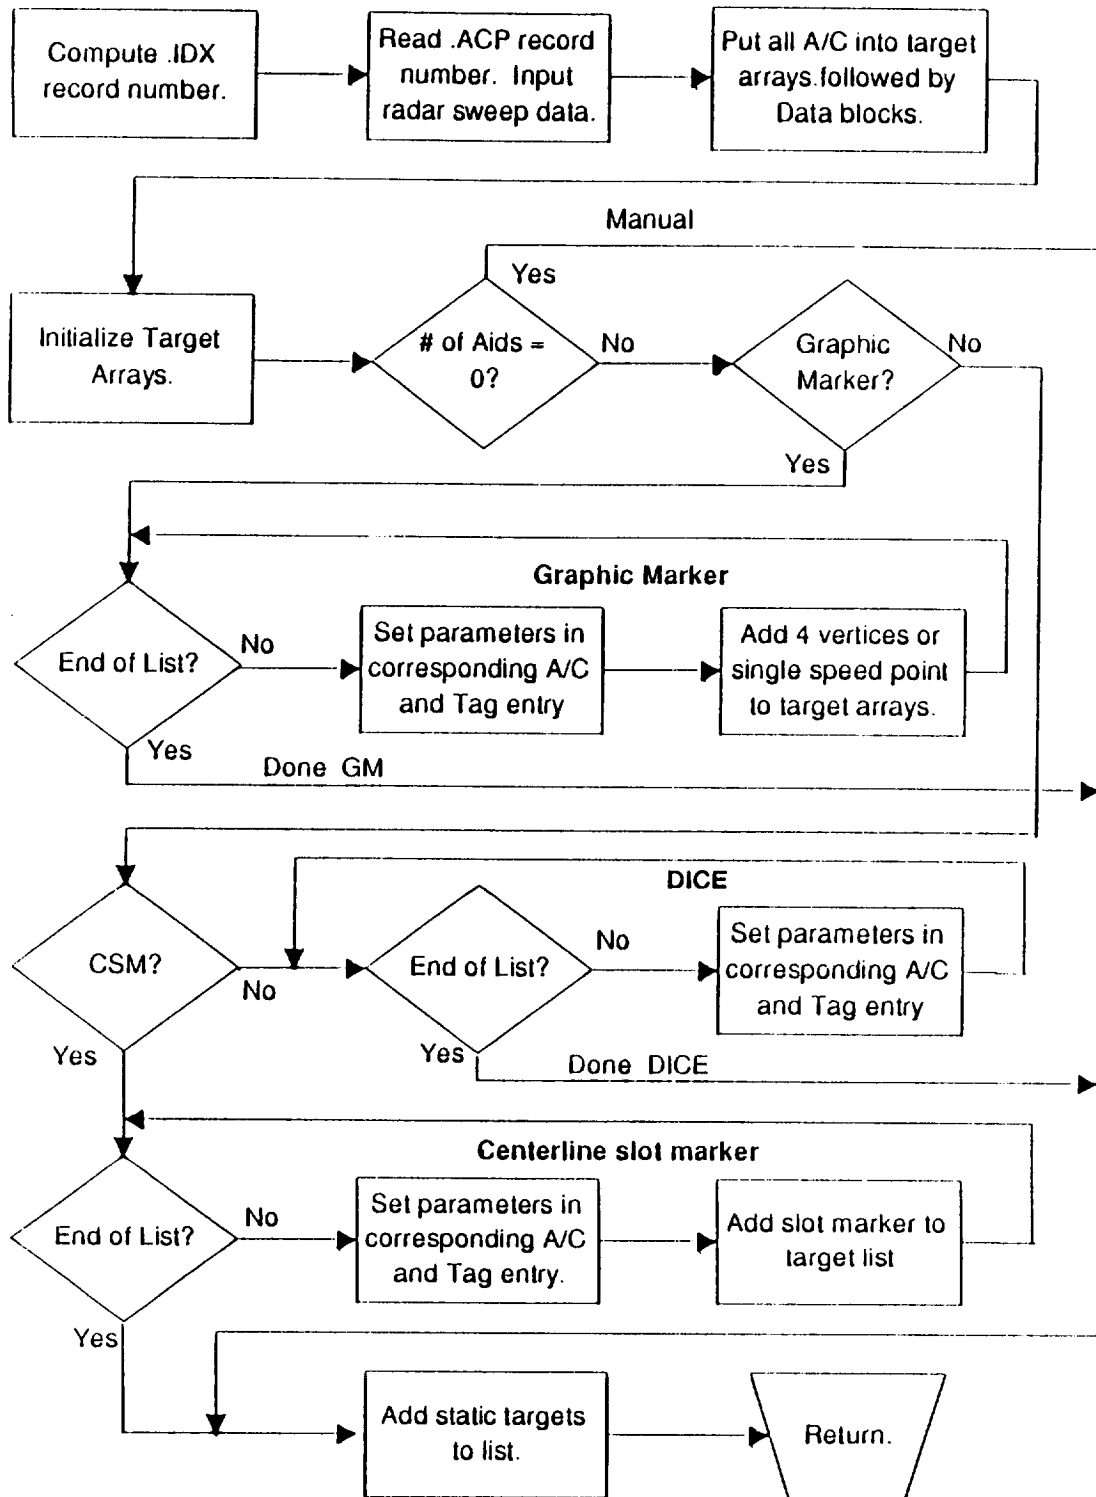 Compute .IDX
record number.
Read .ACP record
number. Input
radar sweep data.
Put all A/C into target
arrays.followed by
Data blocks.
Manual
Yes
Initialize Target
Arrays.
# of Aids =
0?
No
Graphic
Marker?
No
Yes
Graphic Marker
End of List?
No
Set parameters in
corresponding A/C
and Tag entry
Add 4 vertices or
single speed point
to target arrays.
Yes
Done GM
DICE
CSM?
No
End of List?
No
Set parameters in
corresponding A/C
and Tag entry
Yes
Yes
Done DICE
Centerline slot marker
End of List?
No
Set parameters in
corresponding A/C
and Tag entry.
Add slot marker to
target list
Yes
Add static targets
to list.
Return.